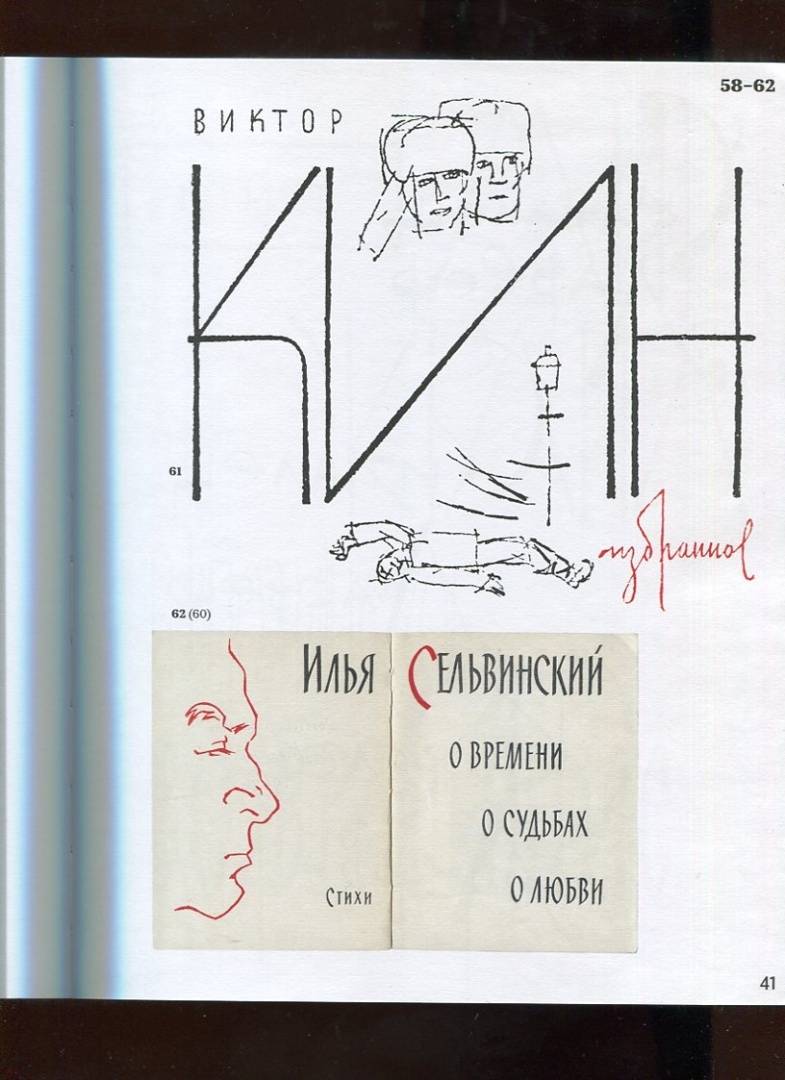 58–62
ВИКТОР
КИН
61
избранное
62 (60)
ИЛЬЯ СЕЛЬВИНСКИЙ
О ВРЕМЕНИ
О СУДЬБАХ
О ЛЮБВИ
СТИХИ
41